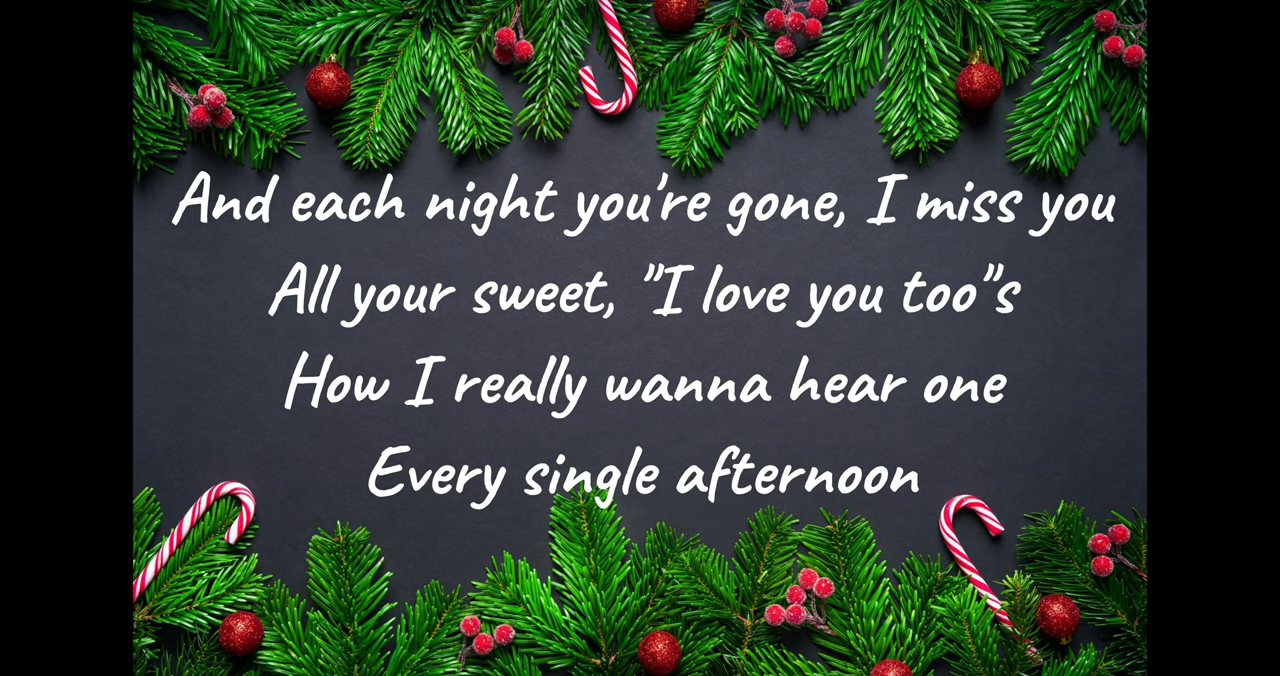 And each night you're gone, I miss you
All your sweet, "I love you too"s
How I really wanna hear one
Every single afternoon